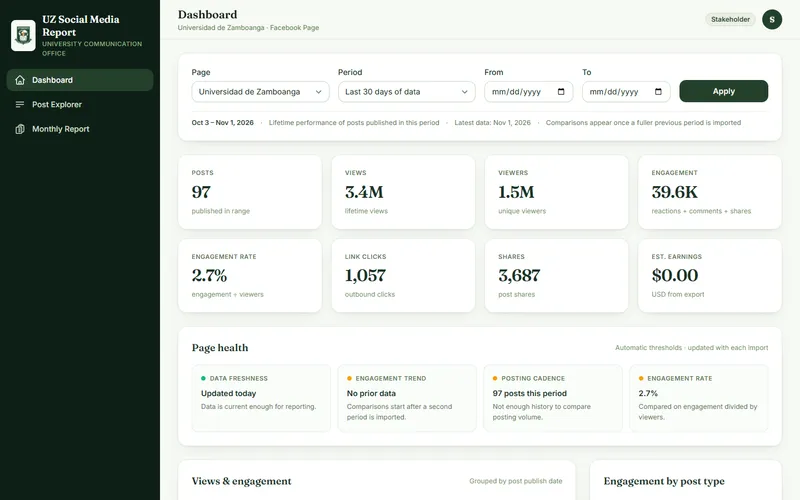 UZ Social Media
Report
UNIVERSITY COMMUNICATION
OFFICE
Dashboard
Post Explorer
Monthly Report
Dashboard
Universidad de Zamboanga · Facebook Page
Stakeholder
S
Page
Universidad de Zamboanga
Period
Last 30 days of data
From
mm/dd/yyyy
To
mm/dd/yyyy
Apply
Oct 3 – Nov 1, 2026 · Lifetime performance of posts published in this period · Latest data: Nov 1, 2026 · Comparisons appear once a fuller previous period is imported
POSTS
97
published in range
VIEWS
3.4M
lifetime views
VIEWERS
1.5M
unique viewers
ENGAGEMENT
39.6K
reactions + comments + shares
ENGAGEMENT RATE
2.7%
engagement ÷ viewers
LINK CLICKS
1,057
outbound clicks
SHARES
3,687
post shares
EST. EARNINGS
$0.00
USD from export
Page health
Automatic thresholds · updated with each import
DATA FRESHNESS
Updated today
Data is current enough for reporting.
ENGAGEMENT TREND
No prior data
Comparisons start after a second
period is imported.
POSTING CADENCE
97 posts this period
Not enough history to compare
posting volume.
ENGAGEMENT RATE
2.7%
Compared on engagement divided by
viewers.
Views & engagement
Grouped by post publish date
Engagement by post type